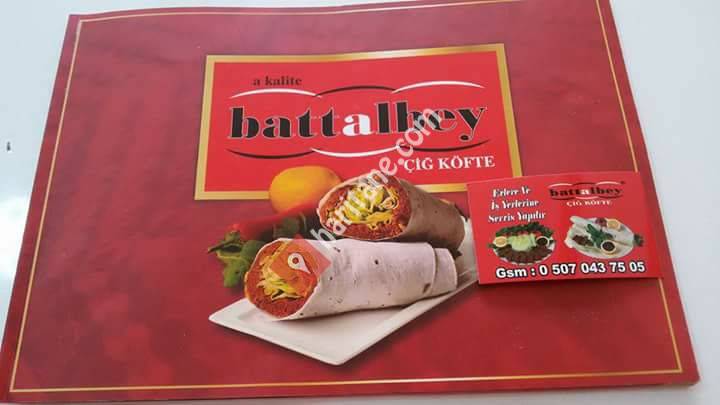 a kalite
battalbey
ÇİĞ KÖFTE
battalbey
ÇİĞ KÖFTE
Evlere Ve
İş Yerlerine
Servis Yapılır
Gsm : 0 507 043 75 05